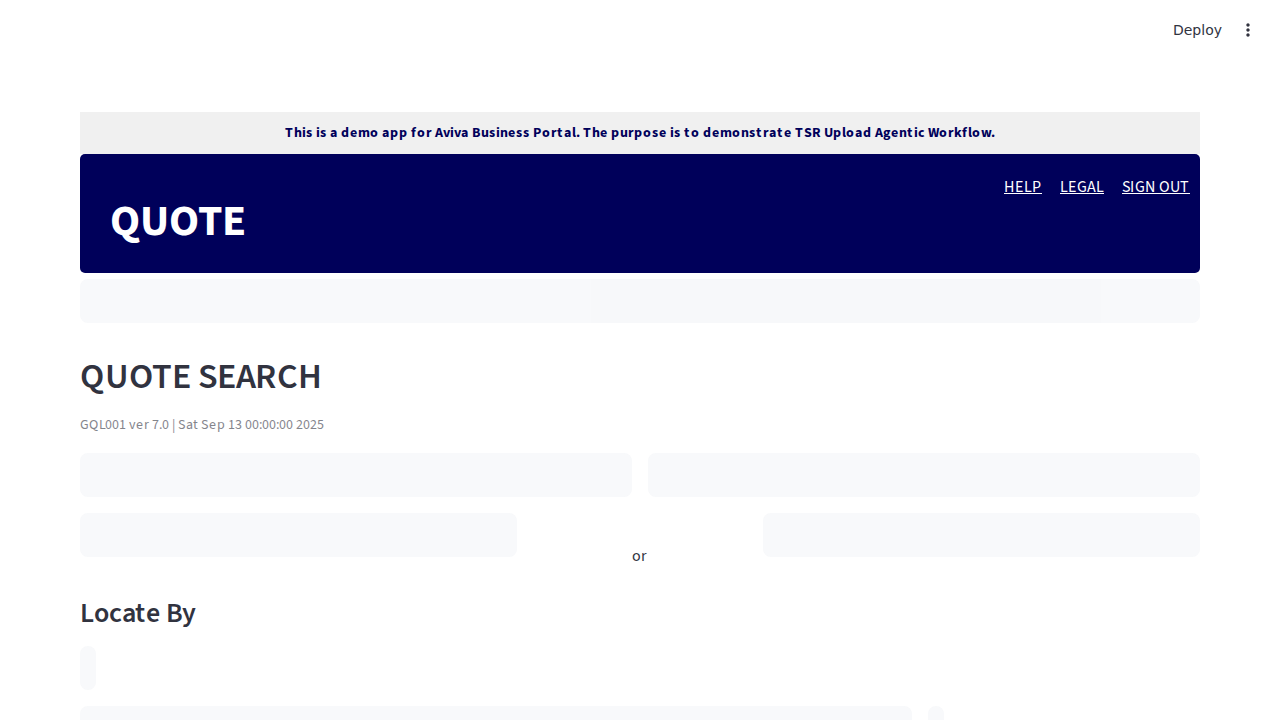 Deploy
This is a demo app for Aviva Business Portal. The purpose is to demonstrate TSR Upload Agentic Workflow.
HELP LEGAL SIGN OUT
QUOTE
QUOTE SEARCH
GQL001 ver 7.0 | Sat Sep 13 00:00:00 2025
or
Locate By